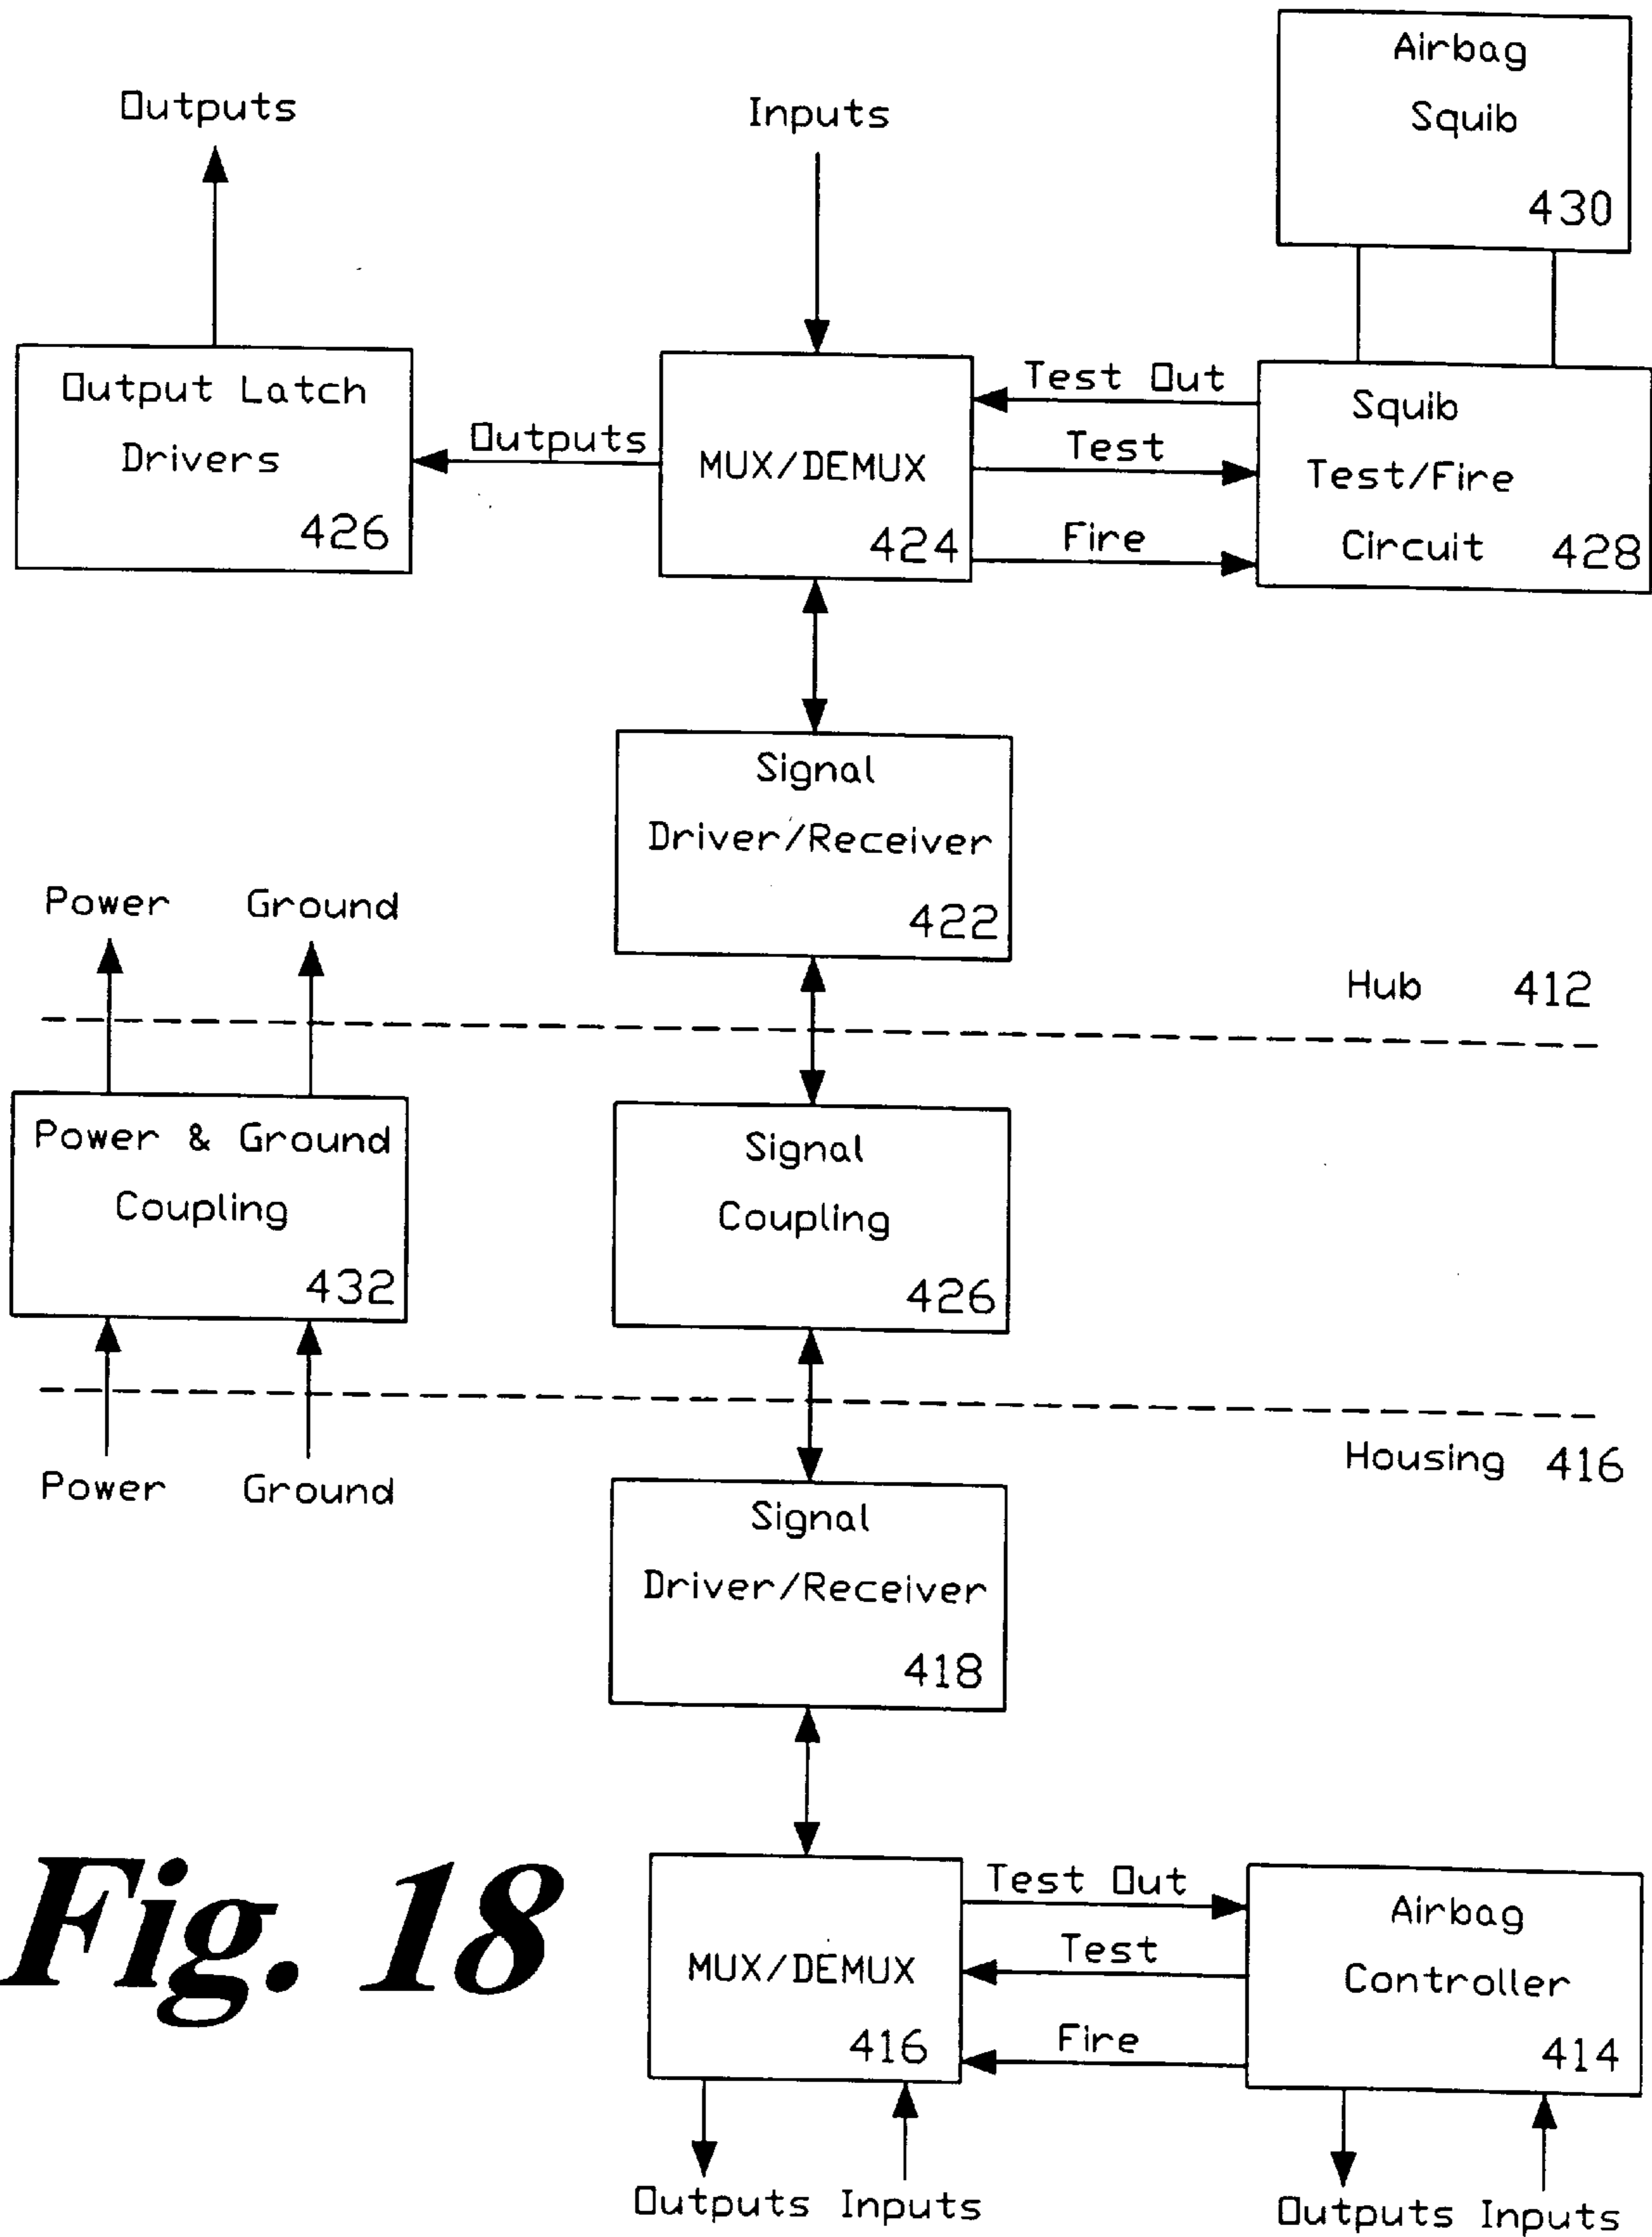 Airbag
Squib
430
Outputs
Inputs
Output Latch
Drivers
426
Outputs
MUX/DEMUX
424
Test Out
Test
Fire
Squib
Test/Fire
Circuit 428
Signal
Driver/Receiver
422
Power Ground
Hub 412
Power & Ground
Coupling
432
Signal
Coupling
426
Power Ground
Housing 416
Signal
Driver/Receiver
418
Fig. 18
MUX/DEMUX
416
Test Out
Test
Fire
Airbag
Controller
414
Outputs Inputs
Outputs Inputs